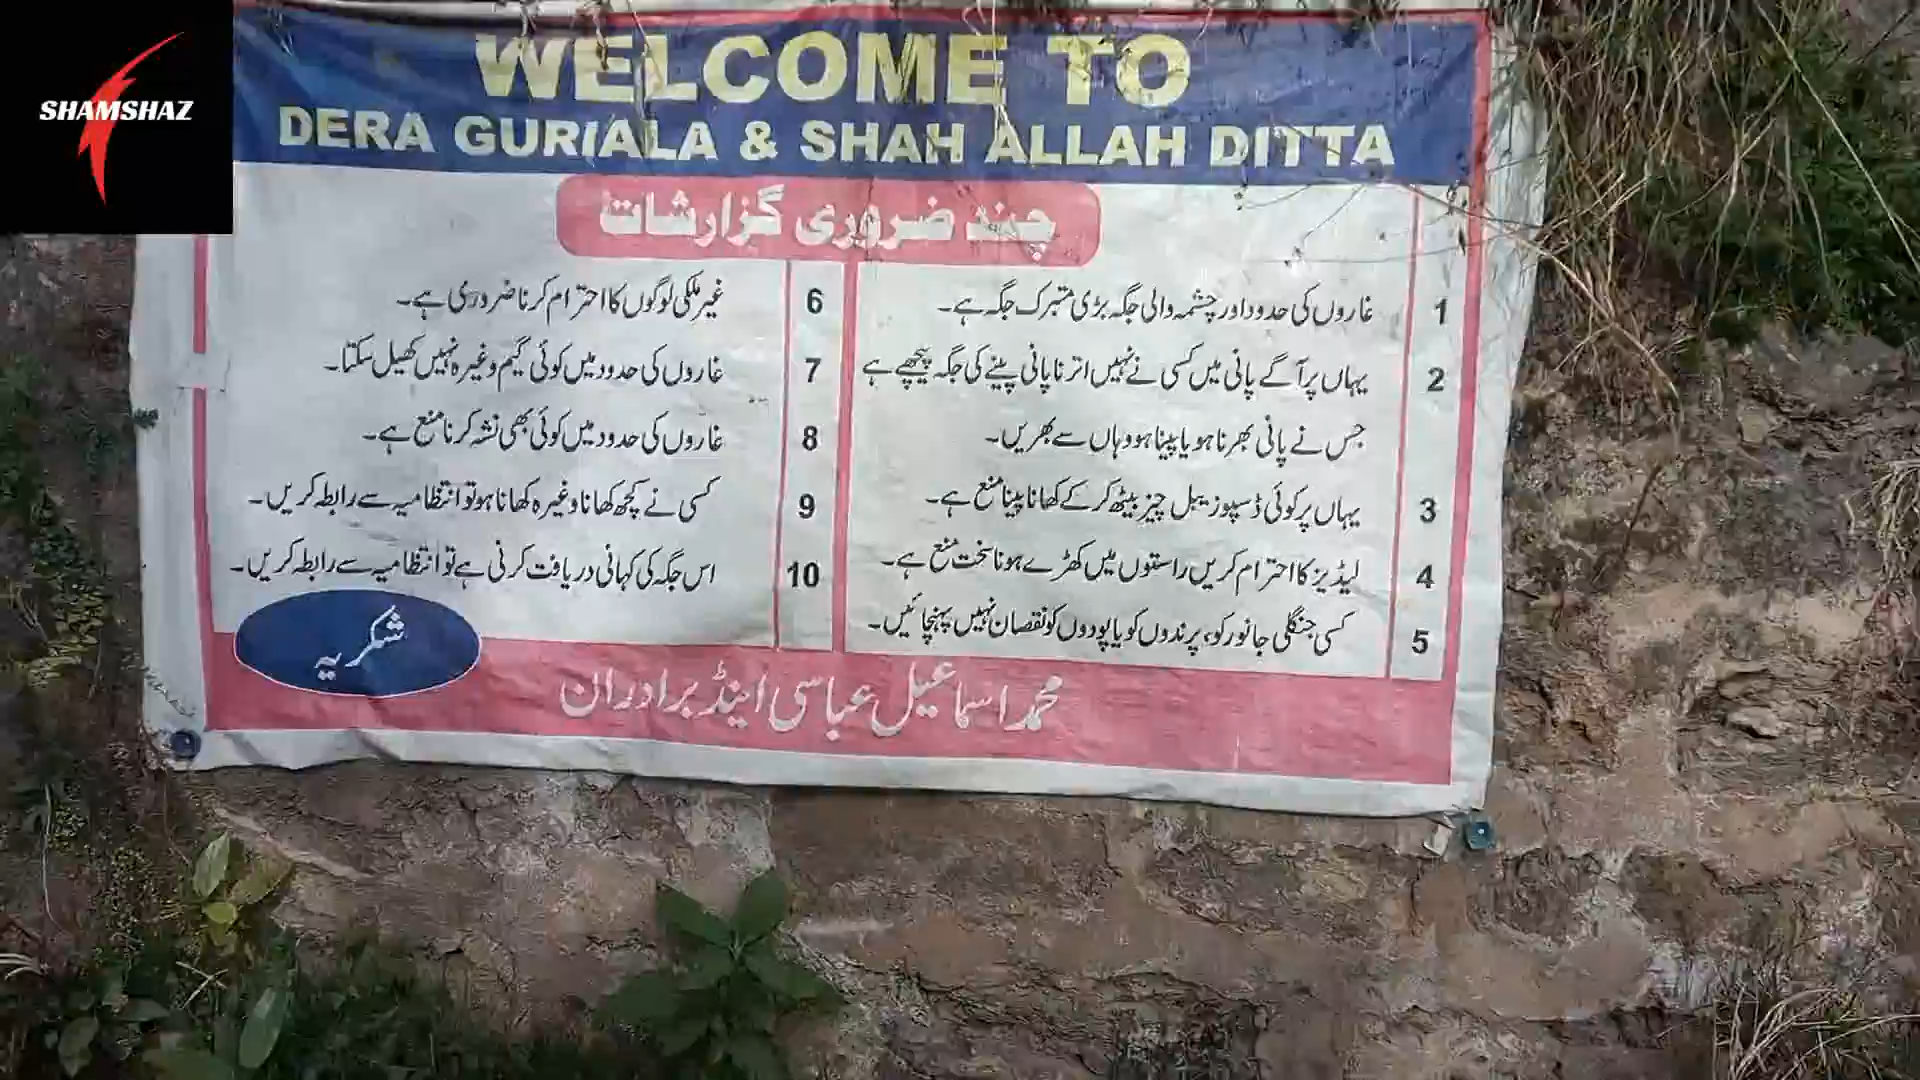 SHAMSHAZ
WELCOME TO
DERA GURIALA & SHAH ALLAH DITTA
چند ضروری گزارشات
1 غاروں کی حدود اور چشمہ والی جگہ بڑی متبرک جگہ ہے۔
2 یہاں پر آگے پانی میں کسی نے نہیں اترنا پانی پینے کی جگہ پیچھے ہے
جس نے پانی بھرنا ہو یا پینا ہو وہاں سے بھریں۔
3 یہاں پر کوئی ڈسپوزیبل چیز بیٹھ کر کے کھانا پینا منع ہے۔
4 لیڈیز کا احترام کریں راستوں میں کھڑے ہونا سخت منع ہے۔
5 کسی جنگلی جانور کو، پرندوں کو یا پودوں کو نقصان نہیں پہنچائیں۔
6 غیر ملکی لوگوں کا احترام کرنا ضروری ہے۔
7 غاروں کی حدود میں کوئی گیم وغیرہ نہیں کھیل سکتا۔
8 غاروں کی حدود میں کوئی بھی نشہ کرنا منع ہے۔
9 کسی نے کچھ کھانا وغیرہ کھانا ہو تو انتظامیہ سے رابطہ کریں۔
10 اس جگہ کی کہانی دریافت کرنی ہے تو انتظامیہ سے رابطہ کریں۔
شکریہ
محمد اسماعیل عباسی اینڈ برادران